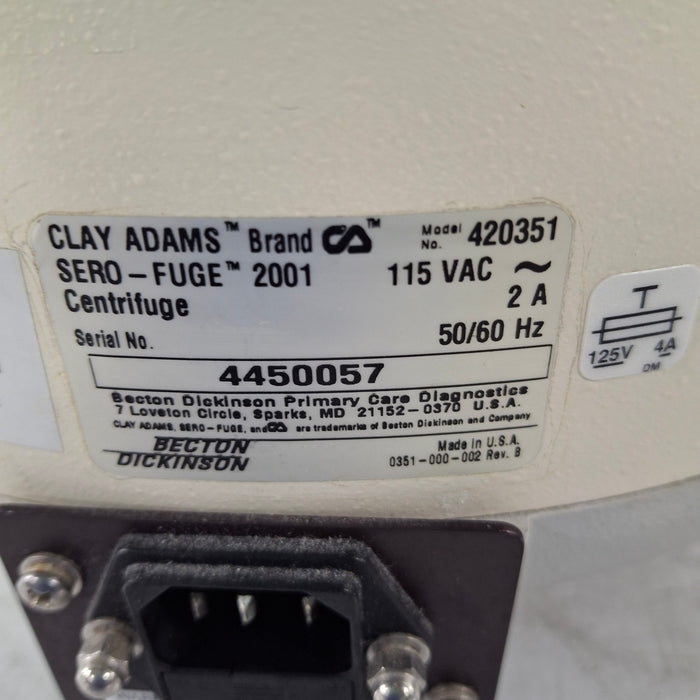 CLAY ADAMS™ Brand CA™ Model No. 420351
SERO-FUGE™ 2001 115 VAC ~
Centrifuge 2 A
Serial No. 50/60 Hz
4450057
Becton Dickinson Primary Care Diagnostics
7 Loveton Circle, Sparks, MD 21152-0370 U.S.A.
CLAY ADAMS, SERO-FUGE, and CA are trademarks of Becton Dickinson and Company
BECTON DICKINSON
Made in U.S.A.
0351-000-002 Rev. B
T
125V 4A
DM